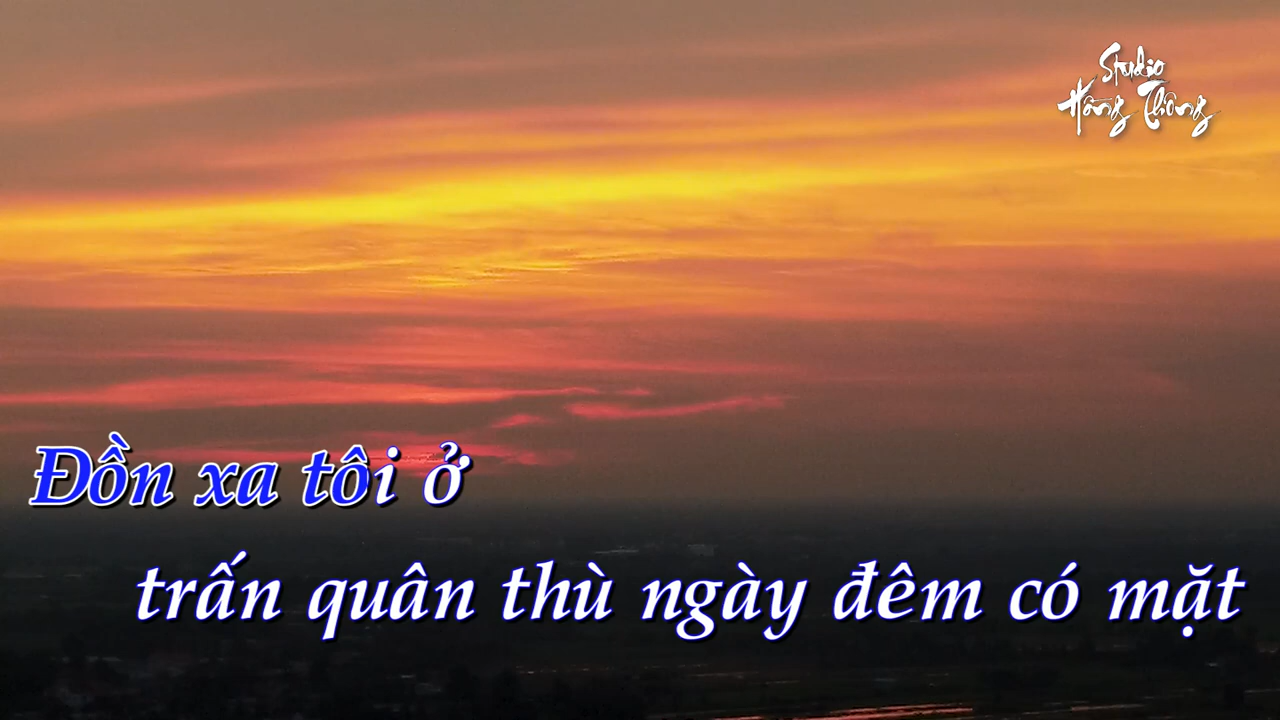 Studio
Hồng Thông
Đồn xa tôi ở
trấn quân thù ngày đêm có mặt